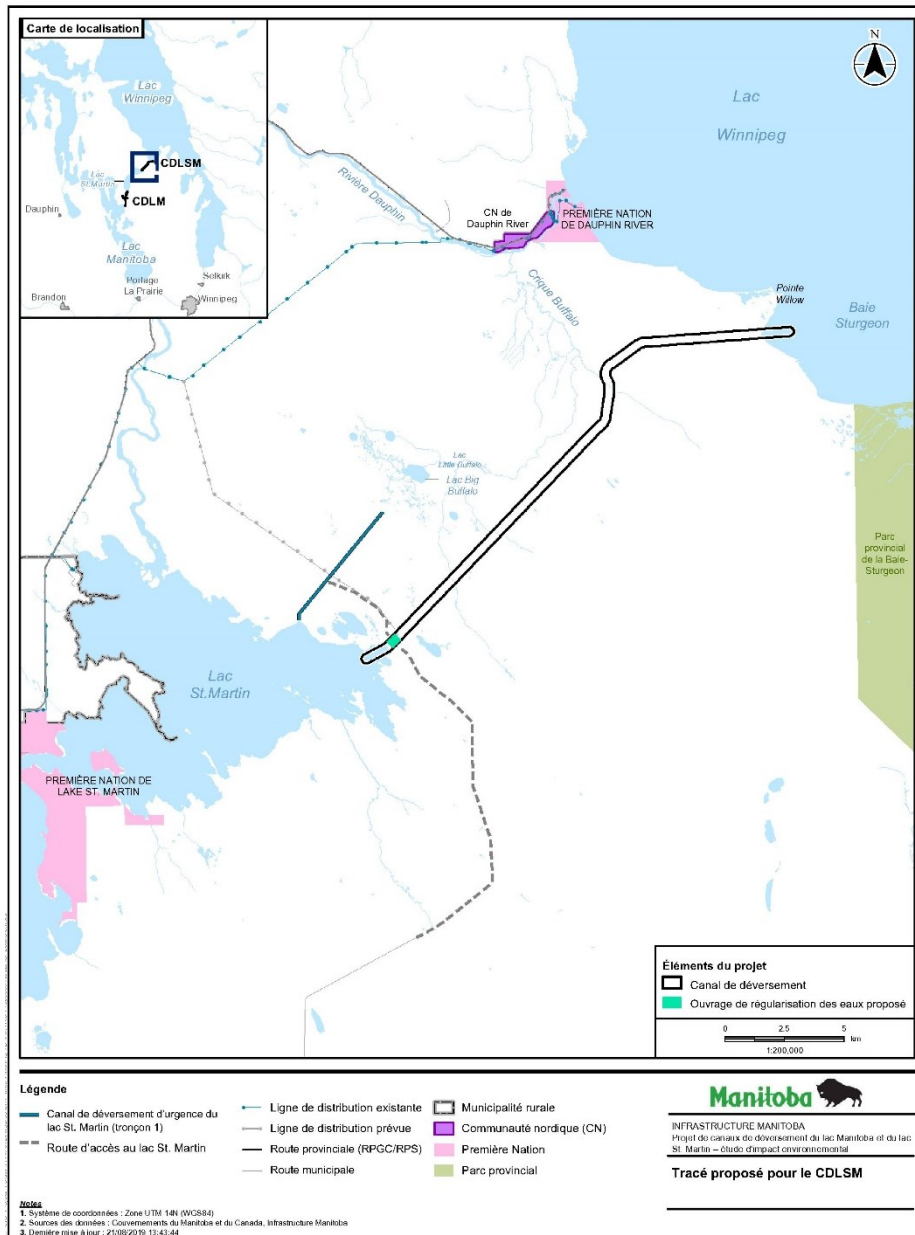 Carte de localisation
Lac
Winnipeg
CDLSM
Lac
St.Martin
CDLM
Dauphin
Lac
Manitoba
Portage
La Prairie
Selkirk
Brandon
Winnipeg
N
Lac
Winnipeg
Rivière Dauphin
CN de
Dauphin River
PREMIÈRE NATION
DE DAUPHIN RIVER
Crique Buffalo
Pointe
Willow
Baie
Sturgeon
Lac
Little Buffalo
Lac Big
Buffalo
Parc
provincial
de la Baie-
Sturgeon
Lac
St.Martin
PREMIÈRE NATION DE
LAKE ST. MARTIN
Éléments du projet
Canal de déversement
Ouvrage de régularisation des eaux proposé
0 2.5 5
km
1:200,000
Légende
Canal de déversement d'urgence du
lac St. Martin (tronçon 1)
Route d'accès au lac St. Martin
Ligne de distribution existante
Ligne de distribution prévue
Route provinciale (RPGC/RPS)
Route municipale
Municipalité rurale
Communauté nordique (CN)
Première Nation
Parc provincial
Manitoba
INFRASTRUCTURE MANITOBA
Projet de canaux de déversement du lac Manitoba et du lac
St. Martin – étude d'impact environnemental
Tracé proposé pour le CDLSM
Notes
1. Système de coordonnées : Zone UTM 14N (WGS84)
2. Sources des données : Gouvernements du Manitoba et du Canada, Infrastructure Manitoba
3. Dernière mise à jour : 21/08/2019 13:43:44